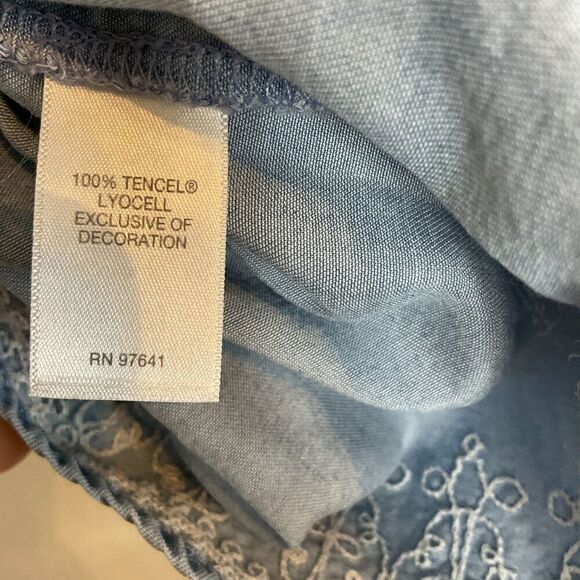 100% TENCEL®
LYOCELL
EXCLUSIVE OF
DECORATION
RN 97641